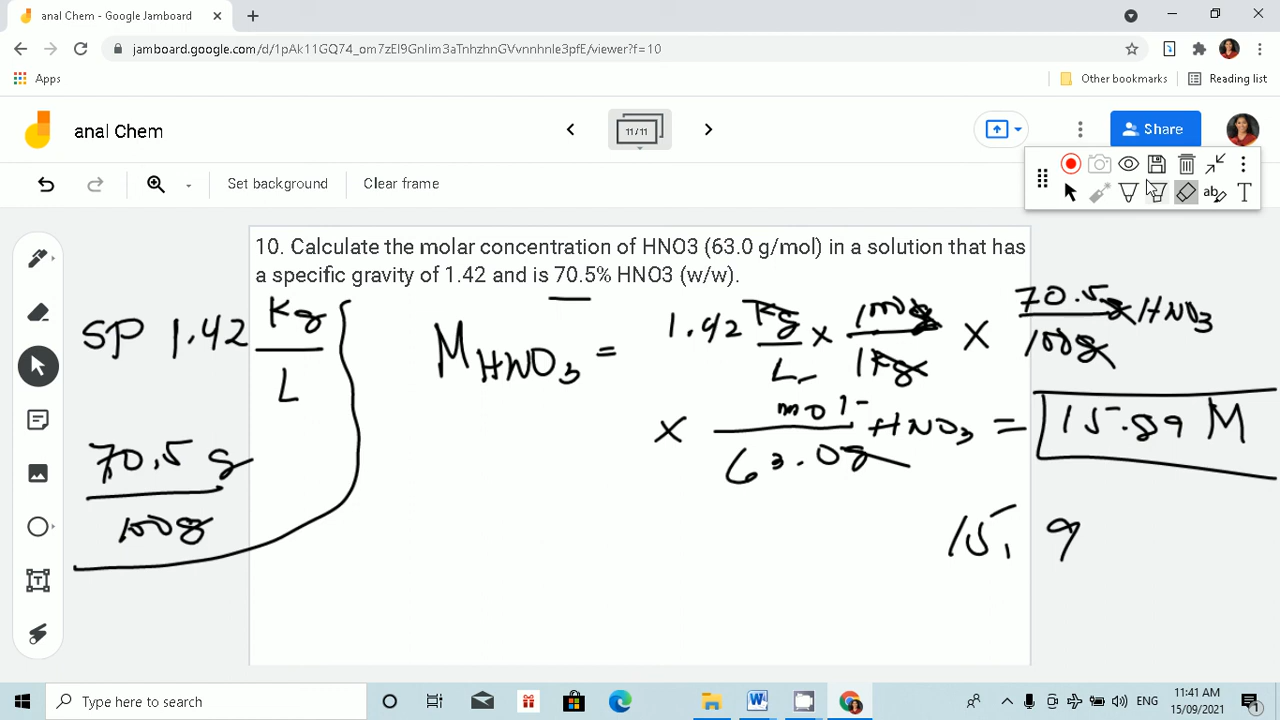 anal Chem - Google Jamboard
jamboard.google.com/d/1pAk11GQ74_om7zEI9GnIim3aTnhzhnGVvrnhnle3pfE/viewer?f=10
Apps
Other bookmarks
Reading list
anal Chem
11/11
Share
Set background
Clear frame
10. Calculate the molar concentration of HNO3 (63.0 g/mol) in a solution that has
a specific gravity of 1.42 and is 70.5% HNO3 (w/w).
SP 1.42 Kg
L
70.5 g
100g
M HNO3 = 1.42 Kg/L x 1000g/1Kg x 70.5g HNO3/100g
x mol HNO3/63.0g = 15.89 M
15. 9
Type here to search
ENG
11:41 AM
15/09/2021